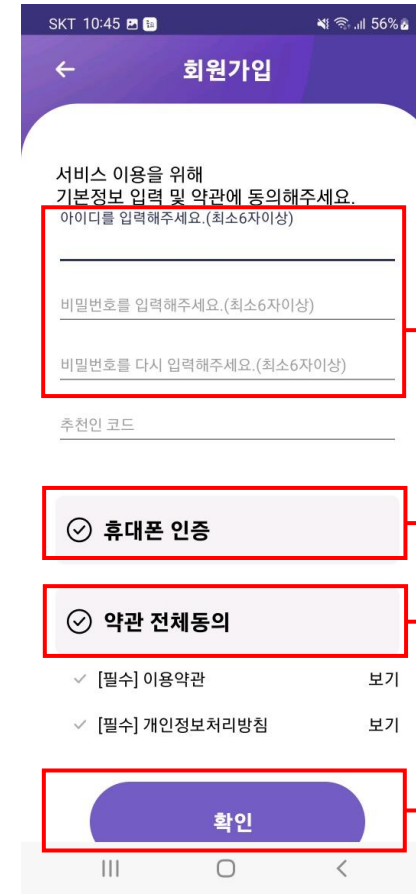 SKT 10:45
56%
회원가입
서비스 이용을 위해
기본정보 입력 및 약관에 동의해주세요.
아이디를 입력해주세요.(최소6자이상)
비밀번호를 입력해주세요.(최소6자이상)
비밀번호를 다시 입력해주세요.(최소6자이상)
추천인 코드
휴대폰 인증
약관 전체동의
[필수] 이용약관 보기
[필수] 개인정보처리방침 보기
확인